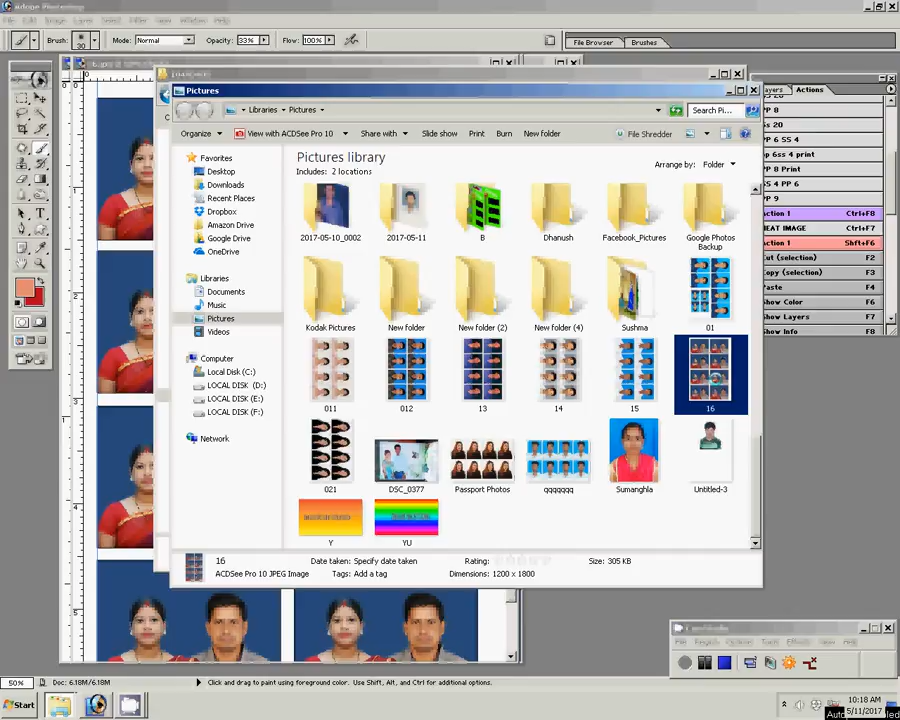 Adobe Photoshop
Brush: 30 Mode: Normal Opacity: 33% Flow: 100% File Browser Brushes
Pictures
Libraries Pictures Search Pi...
Organize View with ACDSee Pro 10 Share with Slide show Print Burn New folder File Shredder
Pictures library
Includes: 2 locations
Arrange by: Folder
Favorites
Desktop
Downloads
Recent Places
Dropbox
Amazon Drive
Google Drive
OneDrive
Libraries
Documents
Music
Pictures
Videos
Computer
Local Disk (C:)
LOCAL DISK (D:)
LOCAL DISK (E:)
LOCAL DISK (F:)
Network
2017-05-10_0002 2017-05-11 B Dhanush Facebook_Pictures Google Photos Backup
Kodak Pictures New folder New folder (2) New folder (4) Sushma 01
011 012 13 14 15 16
021 DSC_0377 Passport Photos qqqqqqq Sumanghla Untitled-3
Y YU
16 Date taken: Specify date taken Rating: Size: 305 KB
ACDSee Pro 10 JPEG Image Tags: Add a tag Dimensions: 1200 x 1800
ayers Actions
ss 20
PP 8
Ss 20
PP 6 SS 4
pp 6ss 4 print
PP 8 Print
S4 PP 6
PP 9
Action 1 Ctrl+F8
HEAT IMAGE Ctrl+F7
Action 1 Shft+F6
Cut (selection) F2
Copy (selection) F3
Paste F4
Show Color F6
Show Layers F7
Show Info F8
50% Doc: 6.18M/6.18M Click and drag to paint using foreground color. Use Shift, Alt, and Ctrl for additional options.
Start
10:18 AM
5/11/2017